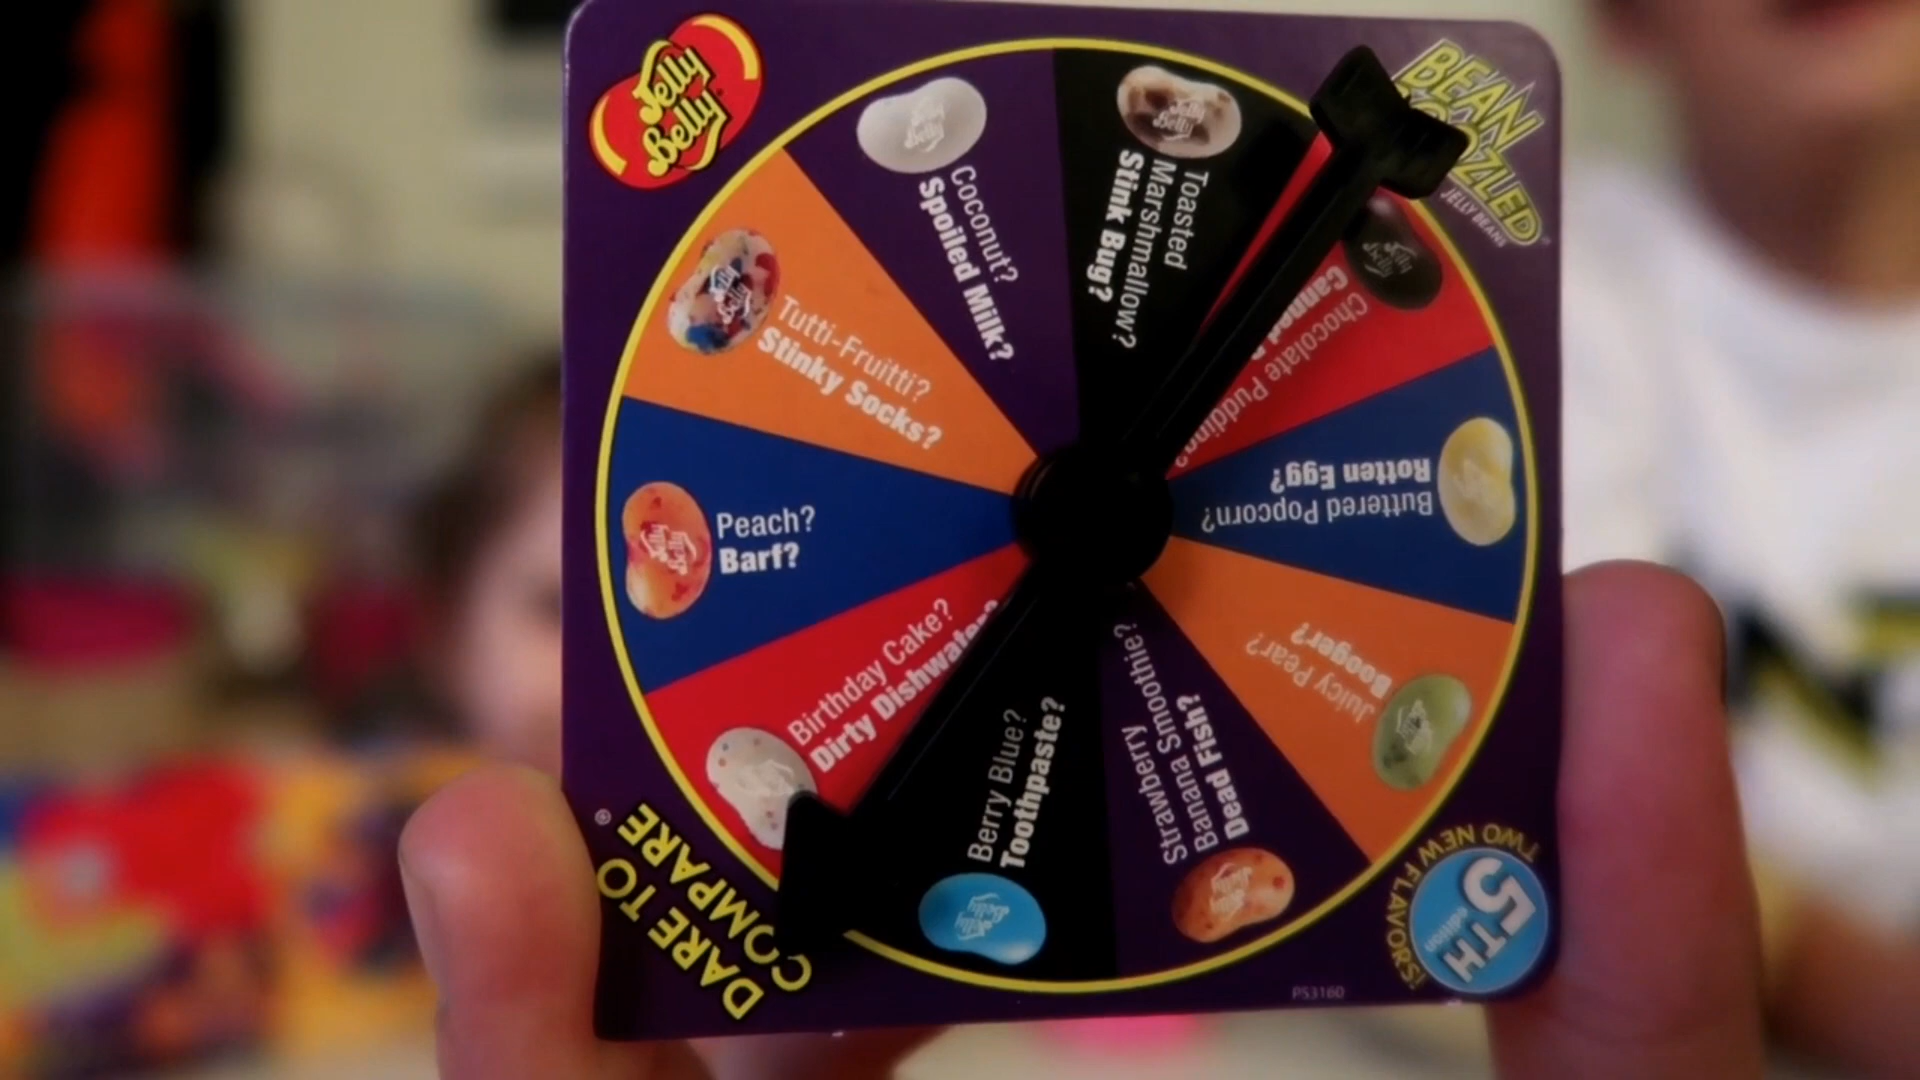 Jelly
Belly
BEAN
JELLY BEANS
Coconut?
Spoiled Milk?
Toasted
Marshmallow?
Stink Bug?
Chocolate Pudding?
Canned
Buttered Popcorn?
Rotten Egg?
Juicy Pear?
Booger?
Strawberry
Banana Smoothie?
Dead Fish?
Berry Blue?
Toothpaste?
Birthday Cake?
Dirty Dishwater?
Peach?
Barf?
Tutti-Fruitti?
Stinky Socks?
DARE TO
COMPARE
®
5TH
edition
TWO NEW FLAVORS!
PS3160